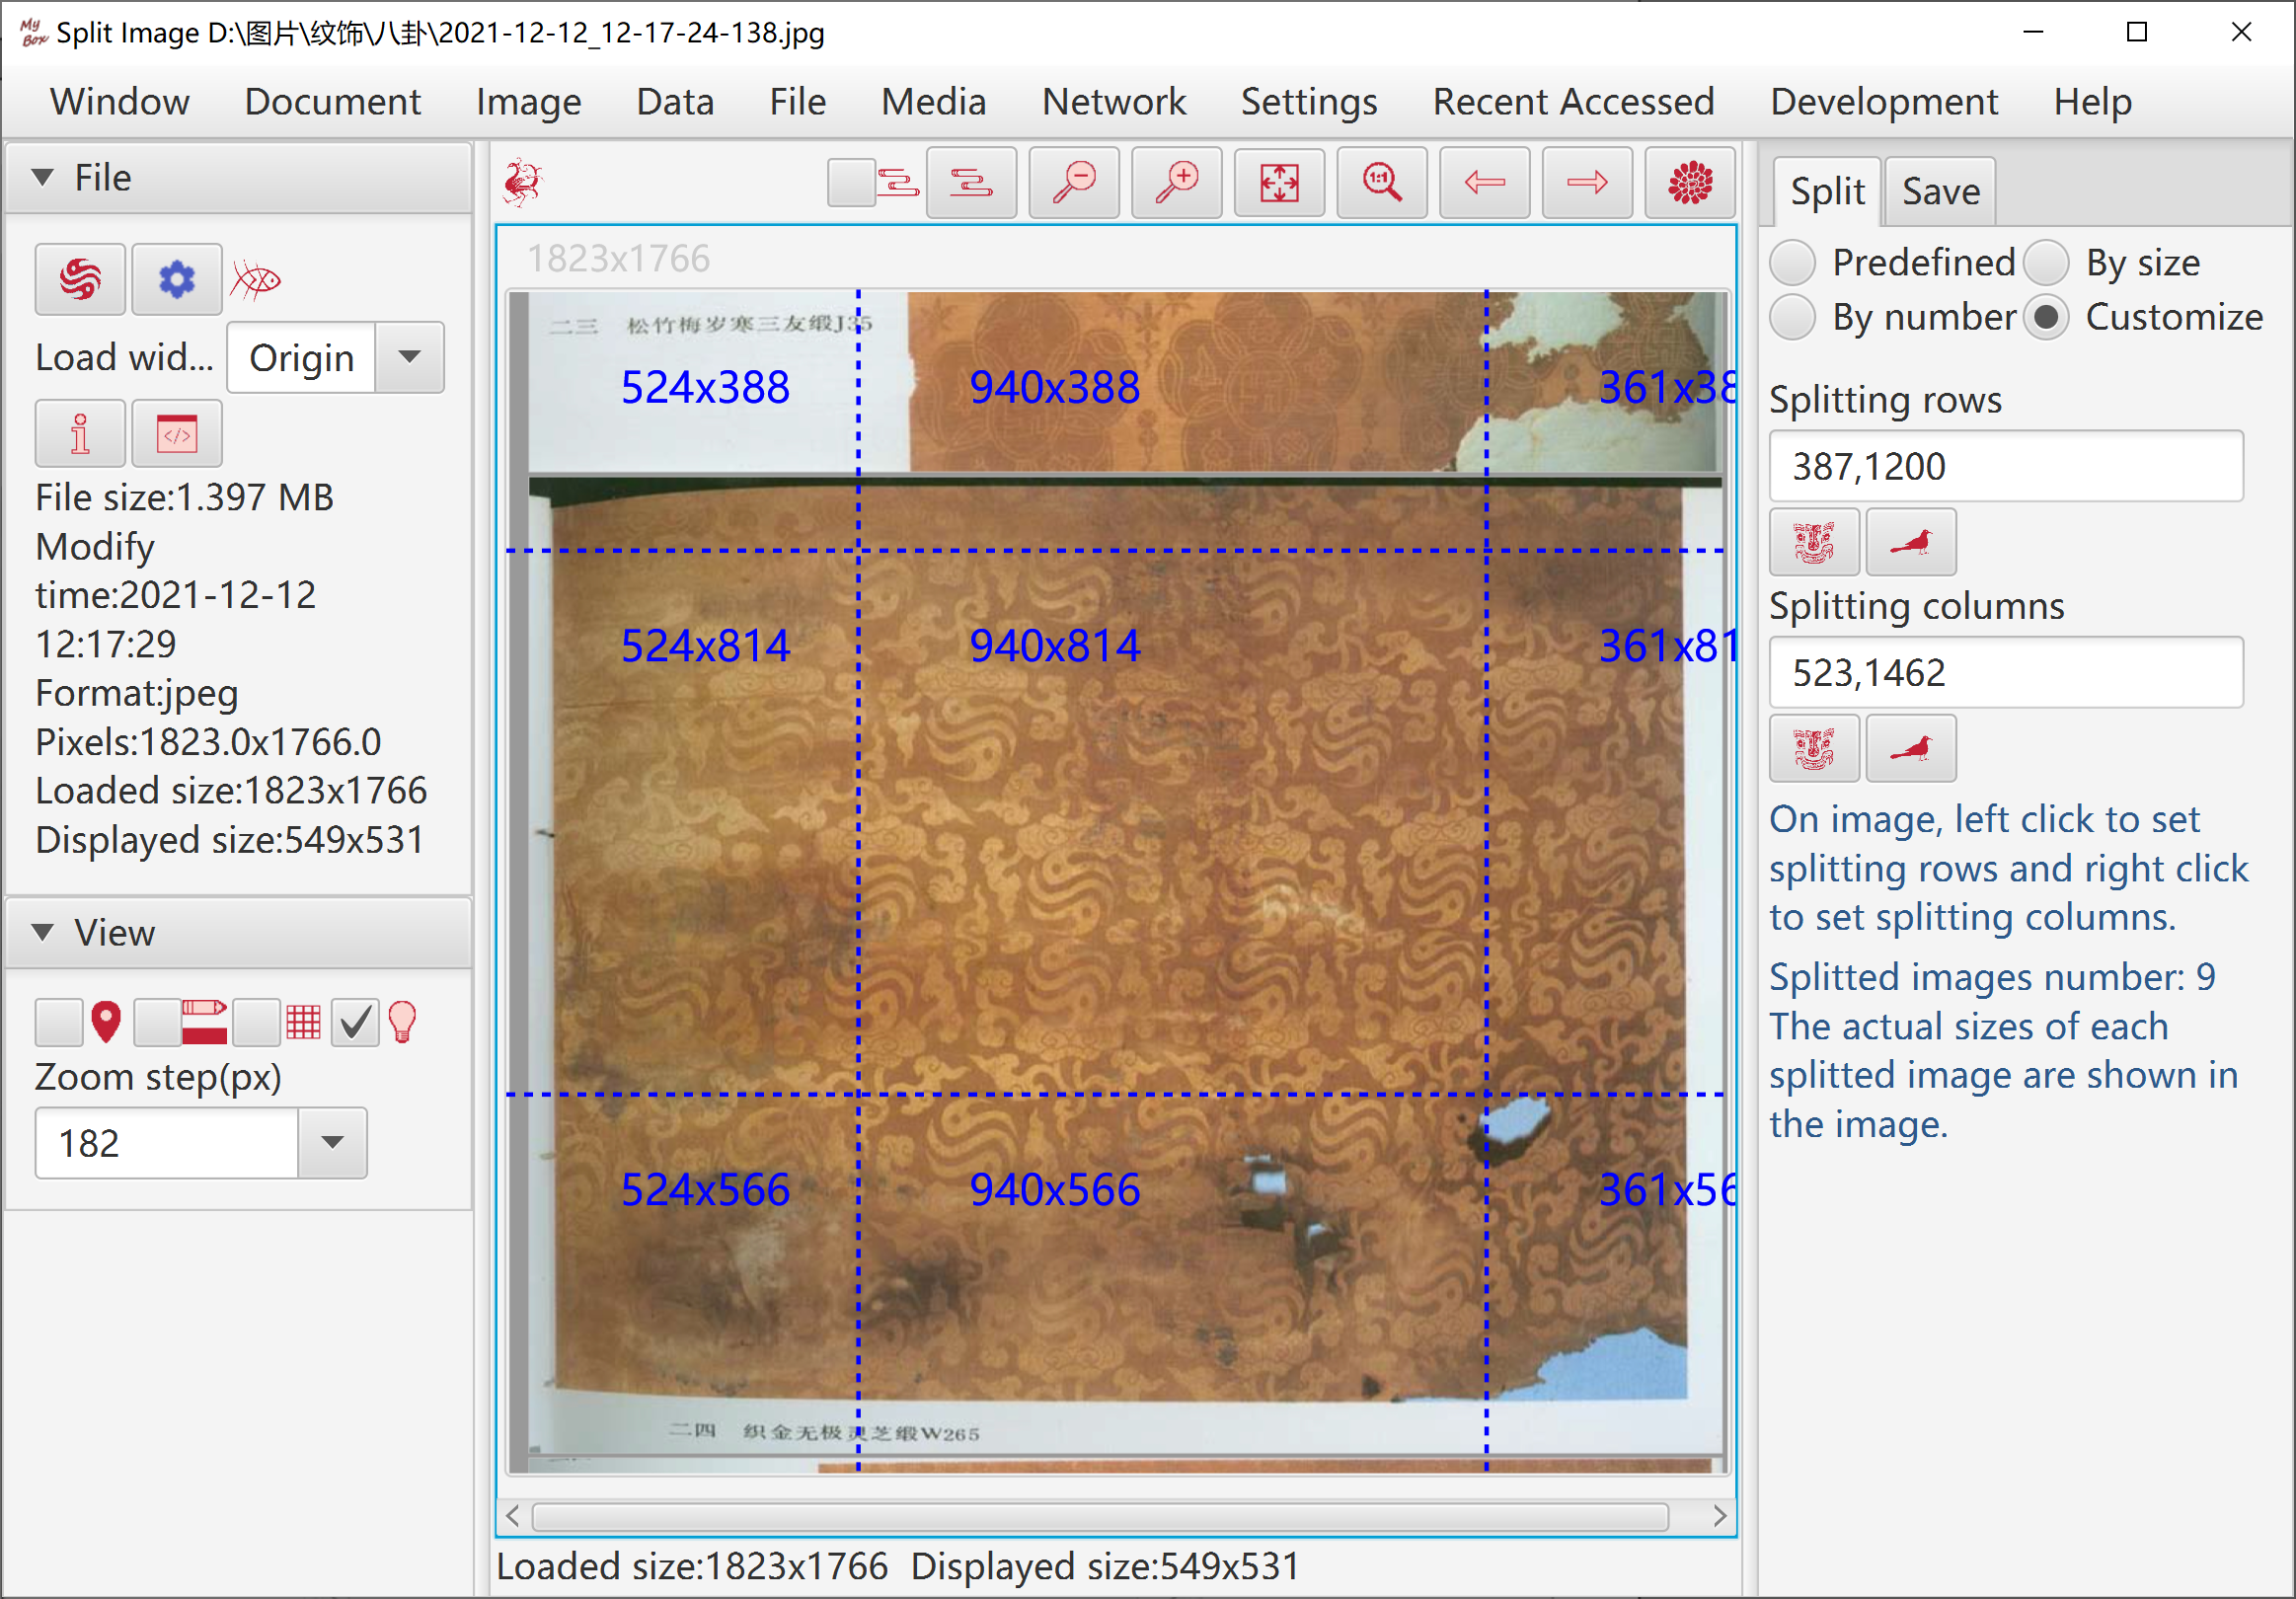 My
Box
Split Image D:\图片\纹饰\八卦\2021-12-12_12-17-24-138.jpg
Window Document Image Data File Media Network Settings Recent Accessed Development Help
File
Load wid... Origin
File size:1.397 MB
Modify
time:2021-12-12
12:17:29
Format:jpeg
Pixels:1823.0x1766.0
Loaded size:1823x1766
Displayed size:549x531
View
Zoom step(px)
182
1:1
1823x1766
二三 松竹梅岁寒三友缎J35
524x388 940x388 361x38
524x814 940x814 361x81
524x566 940x566 361x56
二四 织金无极灵芝缎W265
Loaded size:1823x1766 Displayed size:549x531
Split Save
Predefined By size
By number Customize
Splitting rows
387,1200
Splitting columns
523,1462
On image, left click to set
splitting rows and right click
to set splitting columns.
Splitted images number: 9
The actual sizes of each
splitted image are shown in
the image.